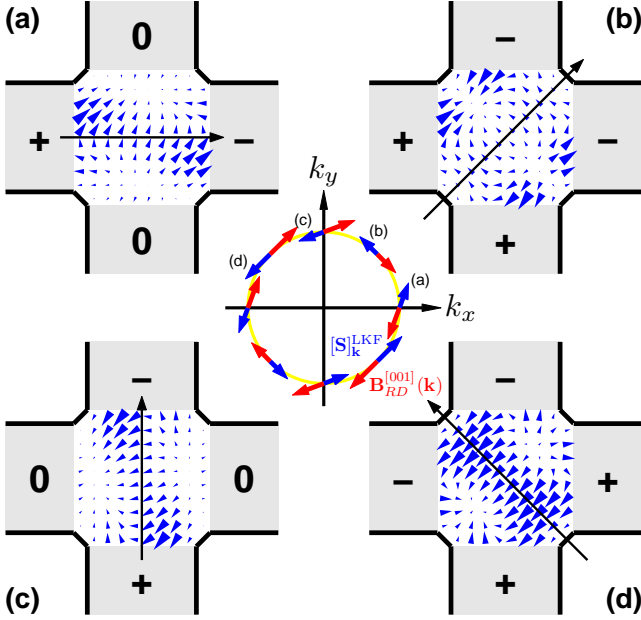 (a)
0
+
−
0
(b)
−
+
−
+
k_y
(c)
(b)
(d)
(a)
k_x
[S]_k^LKF
B_RD^[001](k)
−
0
0
+
(c)
−
+
+
(d)